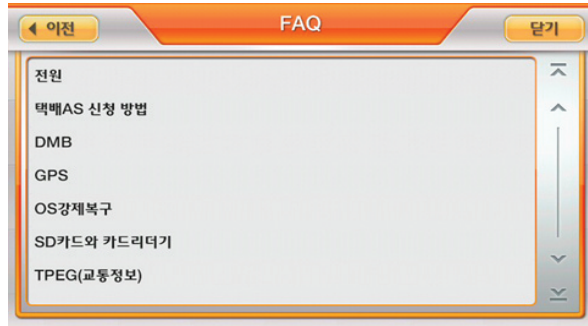 이전
FAQ
닫기
전원
택배AS 신청 방법
DMB
GPS
OS강제복구
SD카드와 카드리더기
TPEG(교통정보)